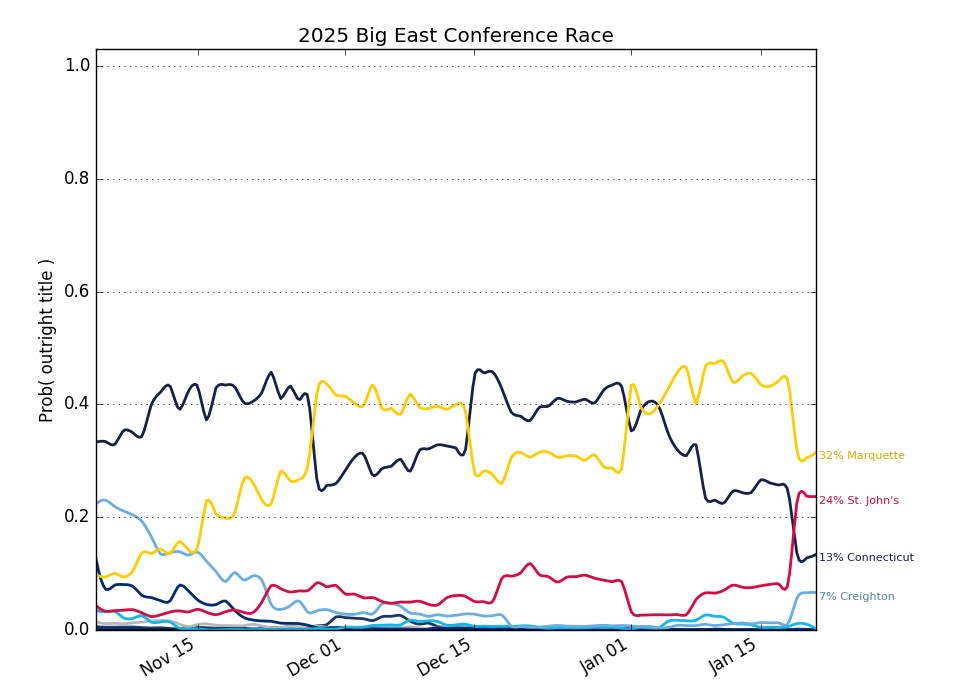 2025 Big East Conference Race
Prob( outright title )
1.0
0.8
0.6
0.4
0.2
0.0
32% Marquette
24% St. John's
13% Connecticut
7% Creighton
Nov 15
Dec 01
Dec 15
Jan 01
Jan 15